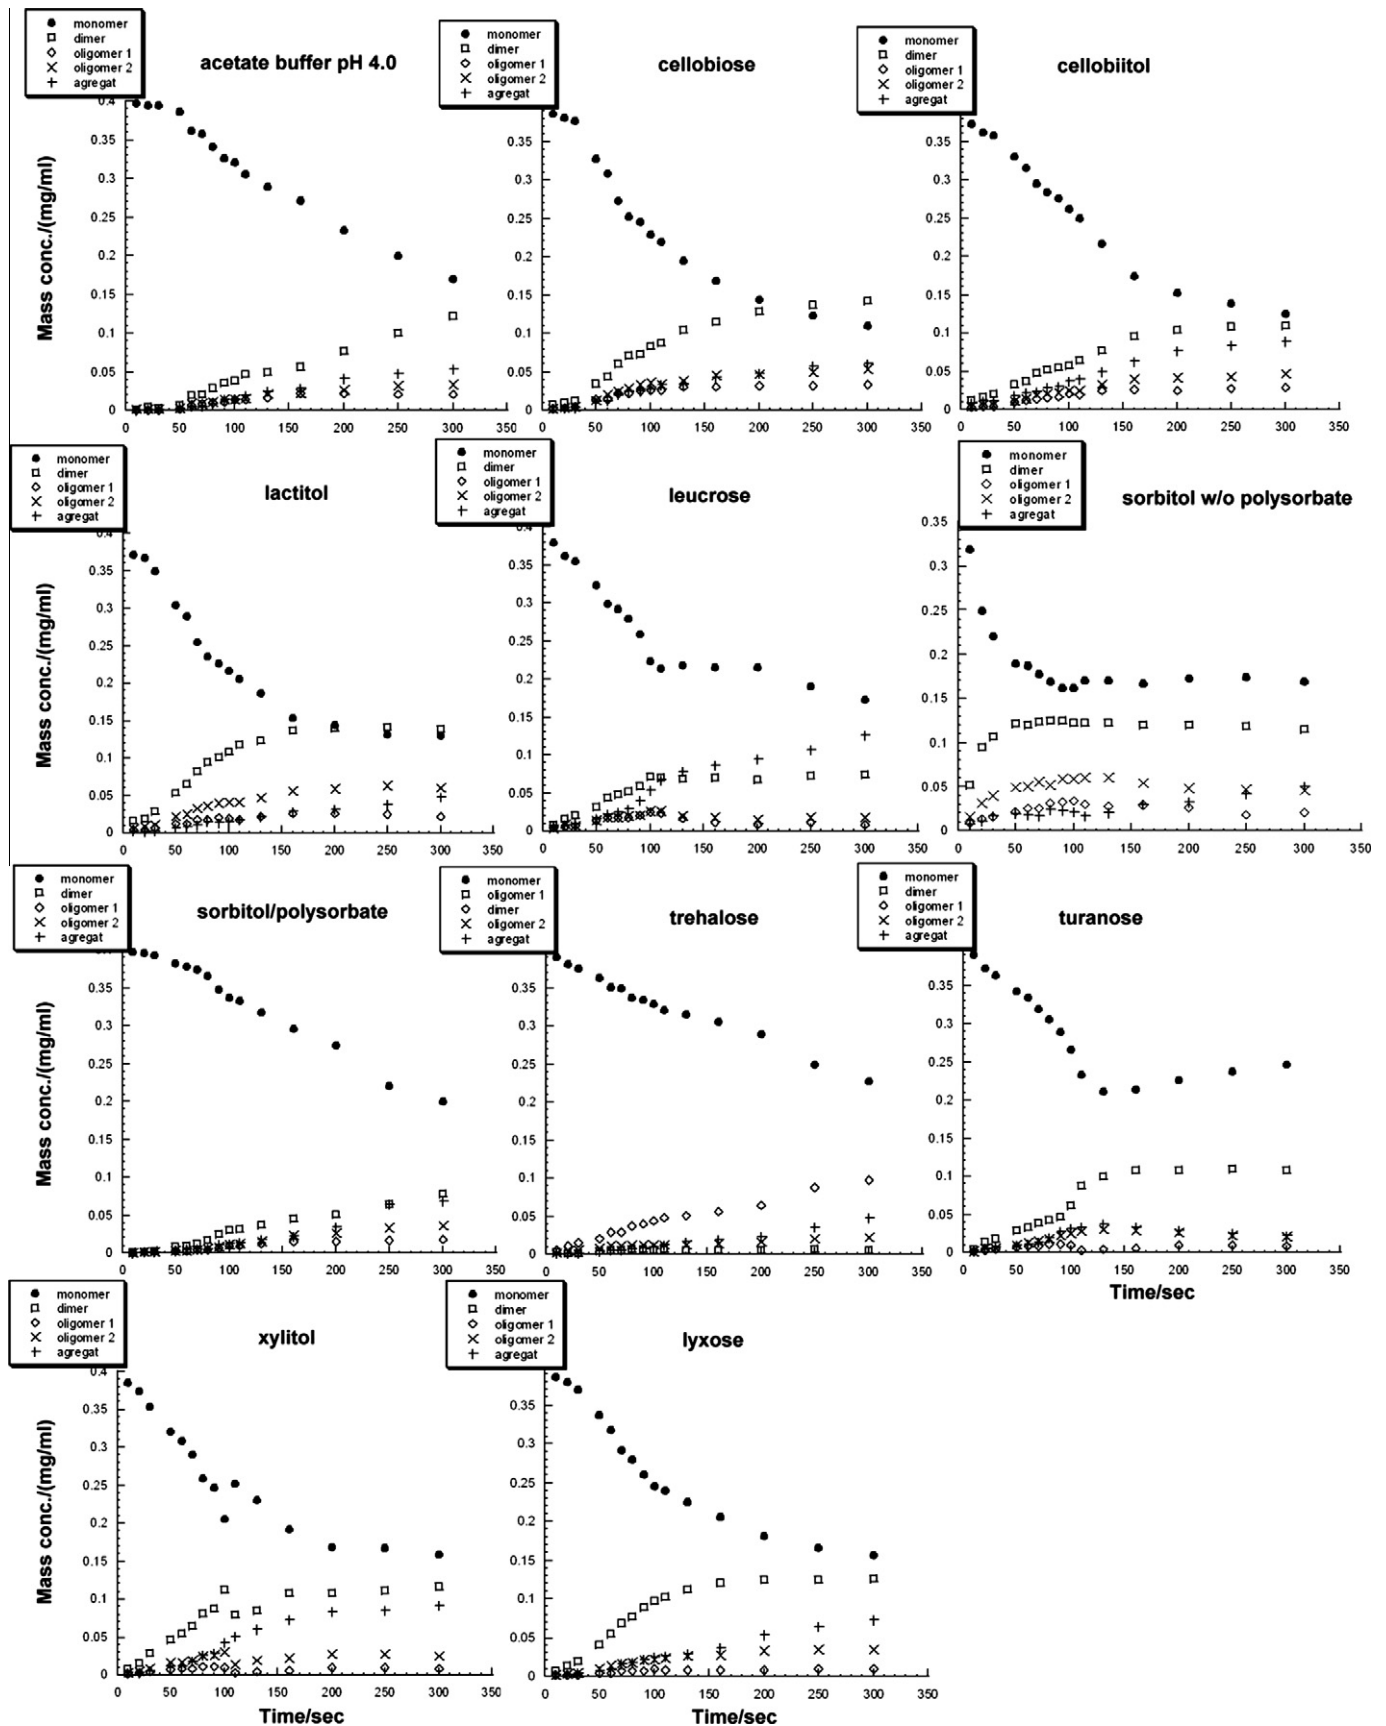 monomer
dimer
oligomer 1
oligomer 2
agregat
acetate buffer pH 4.0
Mass conc./(mg/ml)
0.4
0.35
0.3
0.25
0.2
0.15
0.1
0.05
0
0 50 100 150 200 250 300 350
monomer
dimer
oligomer 1
oligomer 2
agregat
cellobiose
0.35
0.3
0.25
0.2
0.15
0.1
0.05
0
0 50 100 150 200 250 300 350
monomer
dimer
oligomer 1
oligomer 2
agregat
cellobiitol
0.35
0.3
0.25
0.2
0.15
0.1
0.05
0
0 50 100 150 200 250 300 350
monomer
dimer
oligomer 1
oligomer 2
agregat
lactitol
Mass conc./(mg/ml)
0.4
0.35
0.3
0.25
0.2
0.15
0.1
0.05
0
0 50 100 150 200 250 300 350
monomer
dimer
oligomer 1
oligomer 2
agregat
leucrose
0.4
0.35
0.3
0.25
0.2
0.15
0.1
0.05
0
0 50 100 150 200 250 300 350
monomer
dimer
oligomer 1
oligomer 2
agregat
sorbitol w/o polysorbate
0.35
0.3
0.25
0.2
0.15
0.1
0.05
0
0 50 100 150 200 250 300 350
monomer
dimer
oligomer 1
oligomer 2
agregat
sorbitol/polysorbate
Mass conc./(mg/ml)
0.35
0.3
0.25
0.2
0.15
0.1
0.05
0
0 50 100 150 200 250 300 350
monomer
oligomer 1
dimer
oligomer 2
agregat
trehalose
0.35
0.3
0.25
0.2
0.15
0.1
0.05
0
0 50 100 150 200 250 300 350
monomer
dimer
oligomer 1
oligomer 2
agregat
turanose
0.35
0.3
0.25
0.2
0.15
0.1
0.05
0
0 50 100 150 200 250 300 350
Time/sec
monomer
dimer
oligomer 1
oligomer 2
agregat
xylitol
Mass conc./(mg/ml)
0.4
0.35
0.3
0.25
0.2
0.15
0.1
0.05
0
0 50 100 150 200 250 300 350
Time/sec
monomer
dimer
oligomer 1
oligomer 2
agregat
lyxose
0.35
0.3
0.25
0.2
0.15
0.1
0.05
0
0 50 100 150 200 250 300 350
Time/sec